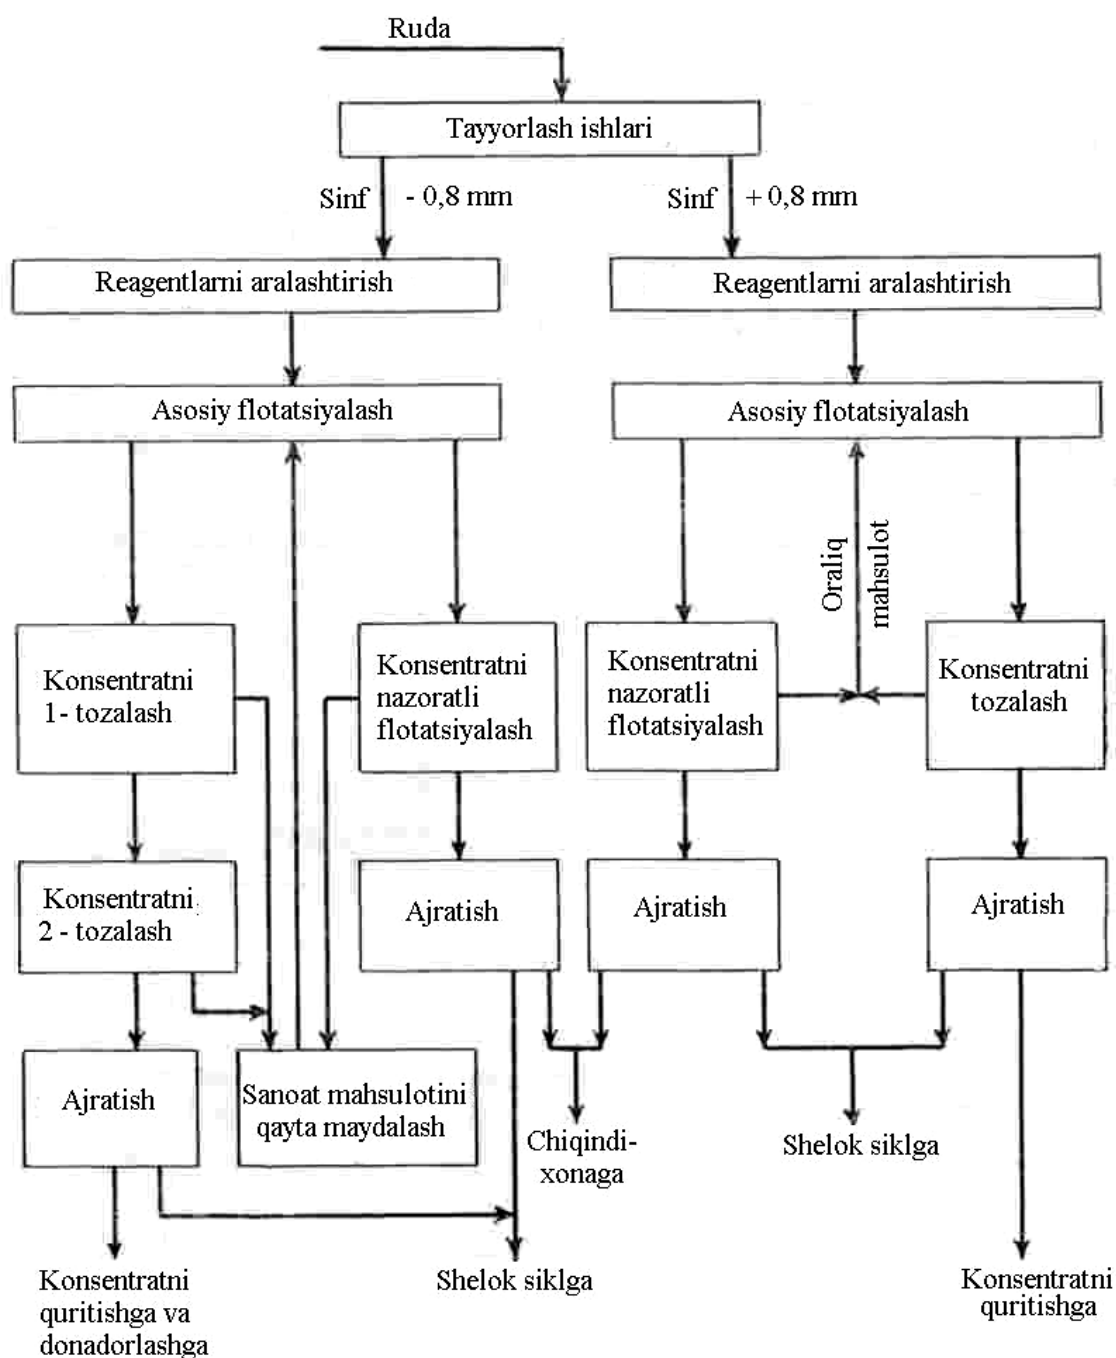 Ruda
Tayyorlash ishlari
Sinf - 0,8 mm
Sinf + 0,8 mm
Reagentlarni aralashtirish
Reagentlarni aralashtirish
Asosiy flotatsiyalash
Asosiy flotatsiyalash
Oraliq
mahsulot
Konsentratni
1- tozalash
Konsentratni
nazoratli
flotatsiyalash
Konsentratni
nazoratli
flotatsiyalash
Konsentratni
tozalash
Konsentratni
2 - tozalash
Ajratish
Ajratish
Ajratish
Ajratish
Sanoat mahsulotini
qayta maydalash
Chiqindi-
xonaga
Shelok siklga
Konsentratni
quritishga va
donadorlashga
Shelok siklga
Konsentratni
quritishga